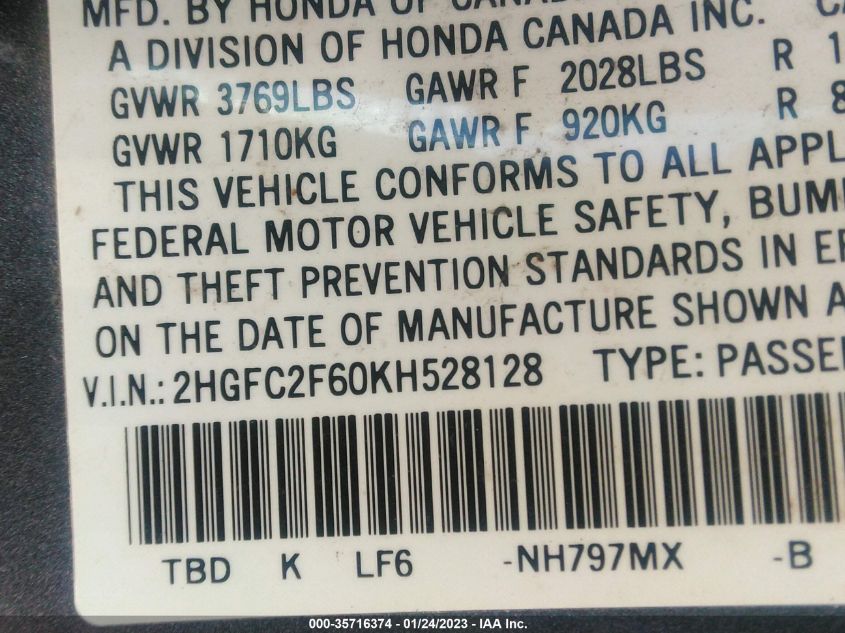 MFD. BY HONDA OF CANADA
A DIVISION OF HONDA CANADA INC.
GVWR 3769LBS GAWR F 2028LBS R 1
GVWR 1710KG GAWR F 920KG R 8
THIS VEHICLE CONFORMS TO ALL APPL
FEDERAL MOTOR VEHICLE SAFETY, BUM
AND THEFT PREVENTION STANDARDS IN
ON THE DATE OF MANUFACTURE SHOWN A
V.I.N.: 2HGFC2F60KH528128 TYPE: PASSE
TBD K LF6 -NH797MX -B
000-35716374 - 01/24/2023 - IAA Inc.